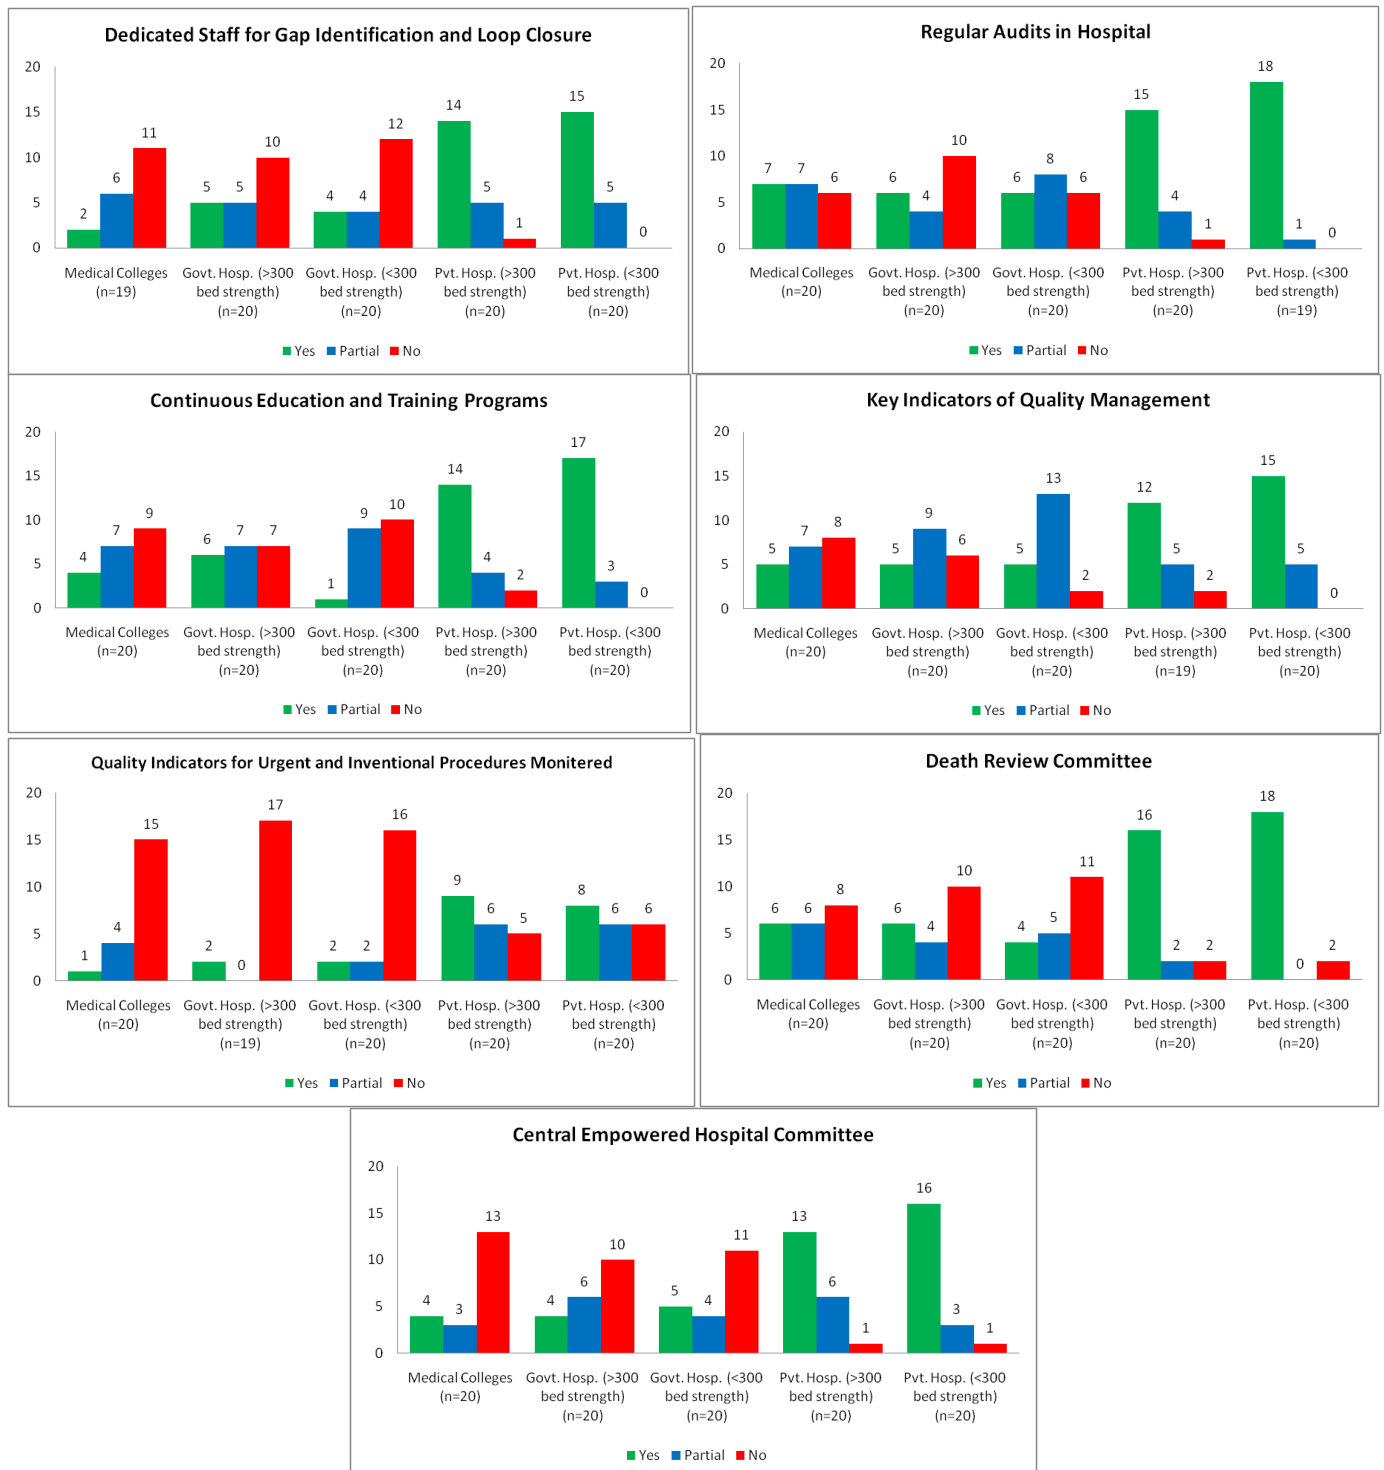 Dedicated Staff for Gap Identification and Loop Closure
20
15
10
5
0
2
6
11
5
5
10
4
4
12
14
5
1
15
5
0
Medical Colleges
(n=19)
Govt. Hosp. (>300
bed strength)
(n=20)
Govt. Hosp. (<300
bed strength)
(n=20)
Pvt. Hosp. (>300
bed strength)
(n=20)
Pvt. Hosp. (<300
bed strength)
(n=20)
Yes Partial No
Regular Audits in Hospital
20
15
10
5
0
7
7
6
6
4
10
6
8
6
15
4
1
18
1
0
Medical Colleges
(n=20)
Govt. Hosp. (>300
bed strength)
(n=20)
Govt. Hosp. (<300
bed strength)
(n=20)
Pvt. Hosp. (>300
bed strength)
(n=20)
Pvt. Hosp. (<300
bed strength)
(n=19)
Yes Partial No
Continuous Education and Training Programs
20
15
10
5
0
4
7
9
6
7
7
1
9
10
14
4
2
17
3
0
Medical Colleges
(n=20)
Govt. Hosp. (>300
bed strength)
(n=20)
Govt. Hosp. (<300
bed strength)
(n=20)
Pvt. Hosp. (>300
bed strength)
(n=20)
Pvt. Hosp. (<300
bed strength)
(n=20)
Yes Partial No
Key Indicators of Quality Management
20
15
10
5
0
5
7
8
5
9
6
5
13
2
12
5
2
15
5
0
Medical Colleges
(n=20)
Govt. Hosp. (>300
bed strength)
(n=20)
Govt. Hosp. (<300
bed strength)
(n=20)
Pvt. Hosp. (>300
bed strength)
(n=19)
Pvt. Hosp. (<300
bed strength)
(n=20)
Yes Partial No
Quality Indicators for Urgent and Inventional Procedures Monitered
20
15
10
5
0
1
4
15
2
0
17
2
2
16
9
6
5
8
6
6
Medical Colleges
(n=20)
Govt. Hosp. (>300
bed strength)
(n=19)
Govt. Hosp. (<300
bed strength)
(n=20)
Pvt. Hosp. (>300
bed strength)
(n=20)
Pvt. Hosp. (<300
bed strength)
(n=20)
Yes Partial No
Death Review Committee
20
15
10
5
0
6
6
8
6
4
10
4
5
11
16
2
2
18
0
2
Medical Colleges
(n=20)
Govt. Hosp. (>300
bed strength)
(n=20)
Govt. Hosp. (<300
bed strength)
(n=20)
Pvt. Hosp. (>300
bed strength)
(n=20)
Pvt. Hosp. (<300
bed strength)
(n=20)
Yes Partial No
Central Empowered Hospital Committee
20
15
10
5
0
4
3
13
4
6
10
5
4
11
13
6
1
16
3
1
Medical Colleges
(n=20)
Govt. Hosp. (>300
bed strength)
(n=20)
Govt. Hosp. (<300
bed strength)
(n=20)
Pvt. Hosp. (>300
bed strength)
(n=20)
Pvt. Hosp. (<300
bed strength)
(n=20)
Yes Partial No